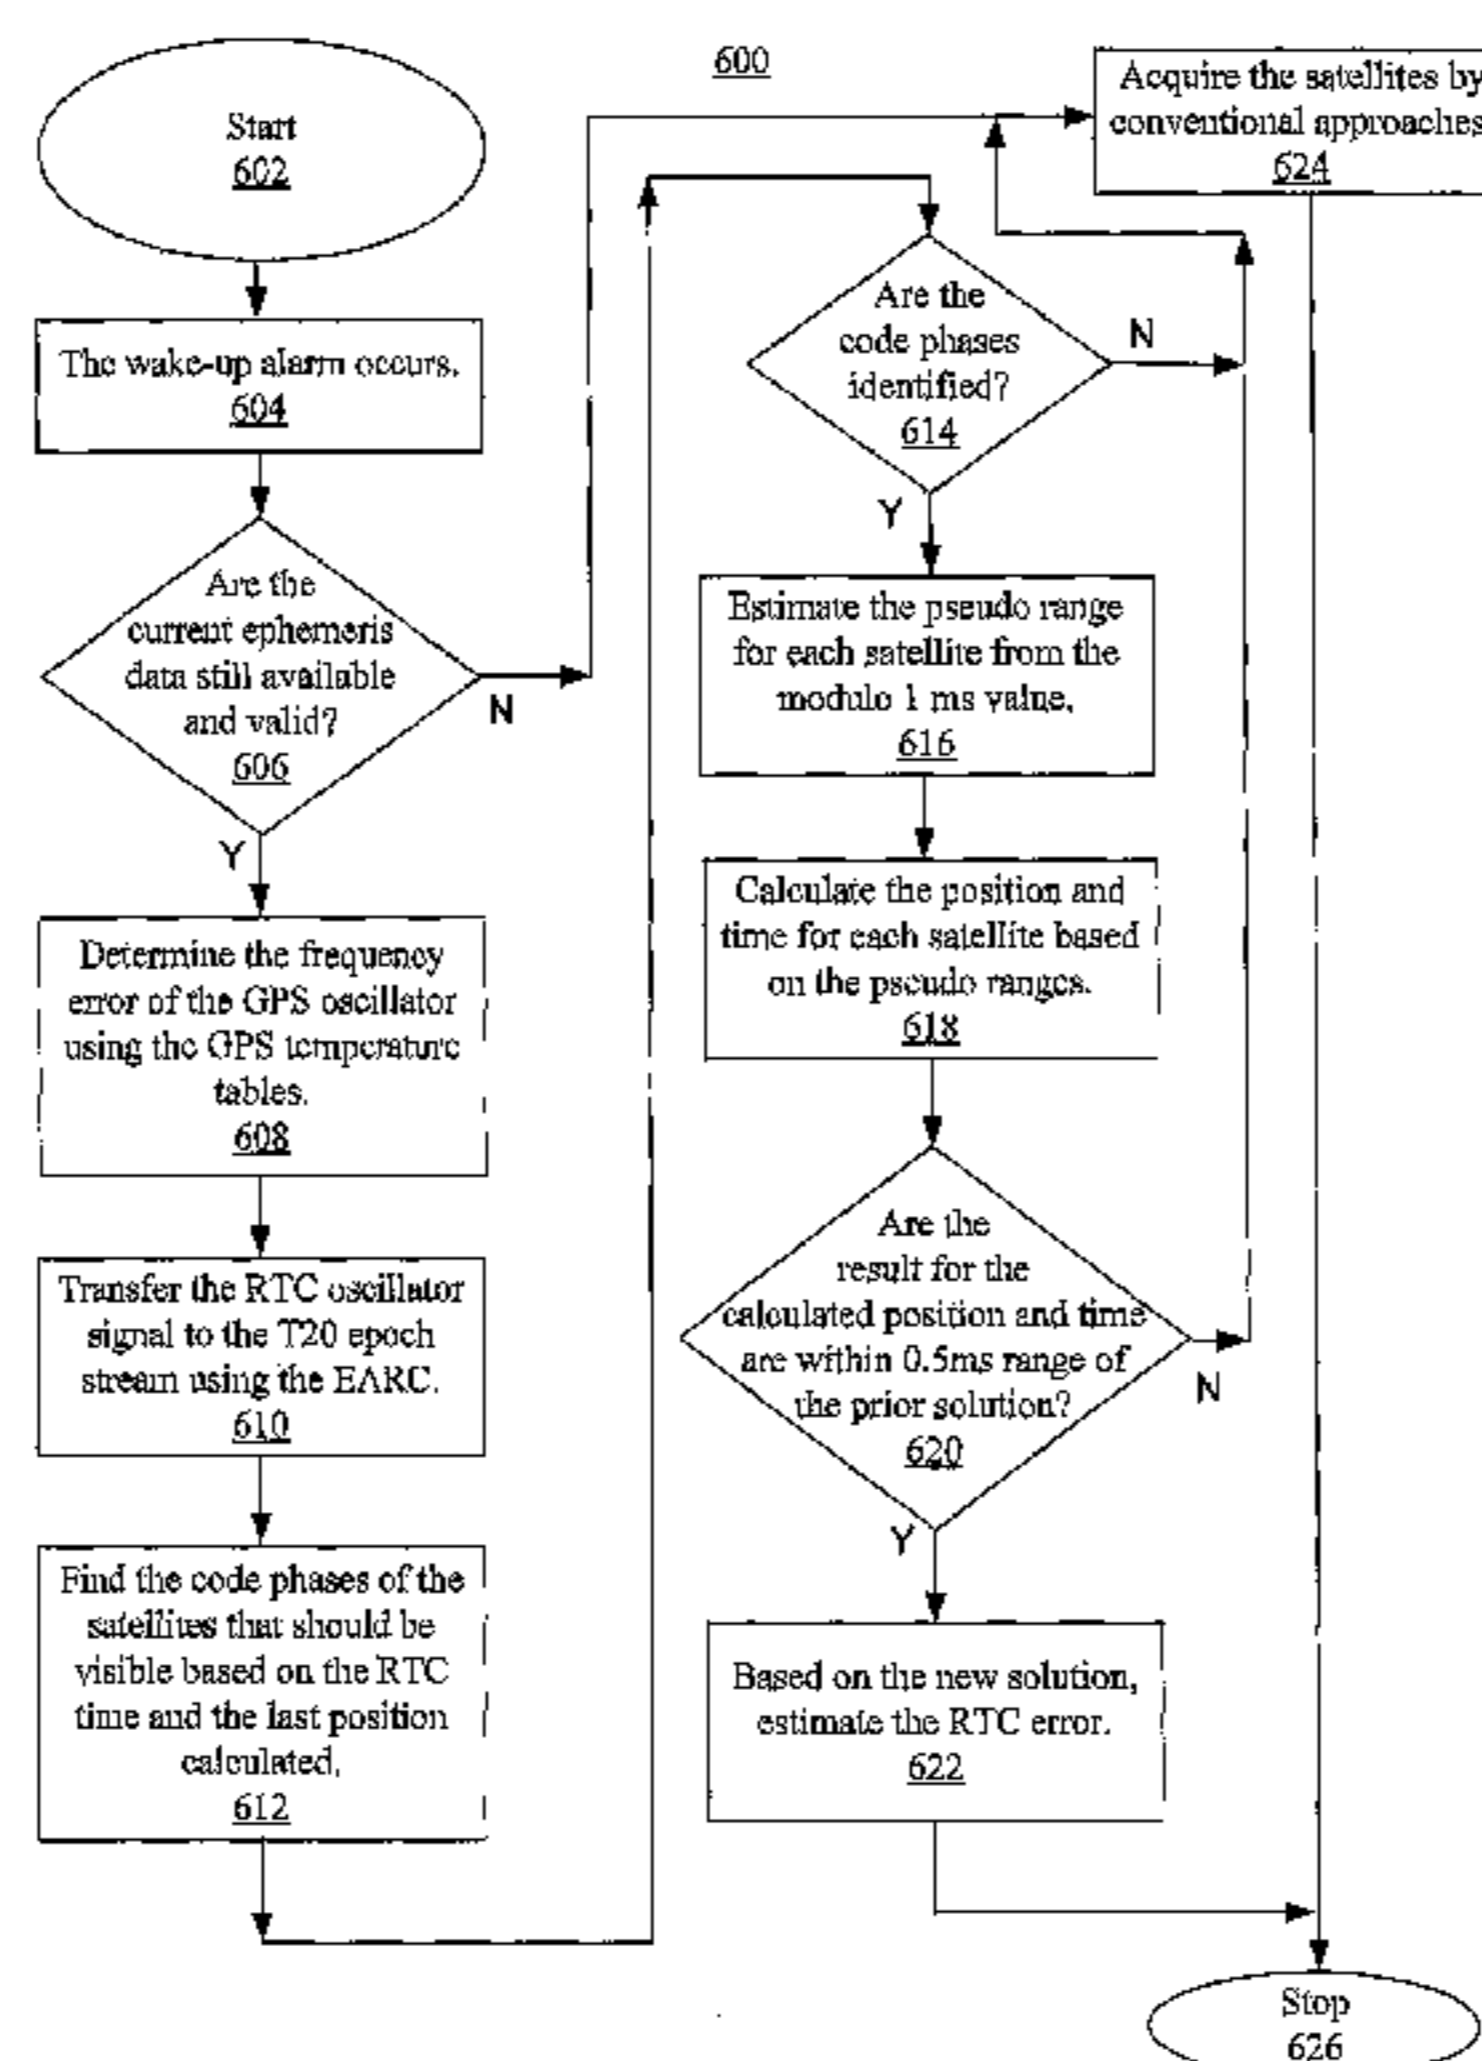 600
Start
602
The wake-up alarm occurs.
604
Are the
current ephemeris
data still available
and valid?
606
N
Y
Determine the frequency
error of the GPS oscillator
using the GPS temperature
tables.
608
Transfer the RTC oscillator
signal to the T20 epoch
stream using the EARC.
610
Find the code phases of the
satellites that should be
visible based on the RTC
time and the last position
calculated.
612
Are the
code phases
identified?
614
N
Y
Estimate the pseudo range
for each satellite from the
modulo 1 ms value.
616
Calculate the position and
time for each satellite based
on the pseudo ranges.
618
Are the
result for the
calculated position and time
are within 0.5ms range of
the prior solution?
620
N
Y
Based on the new solution,
estimate the RTC error.
622
Acquire the satellites by
conventional approaches
624
Stop
626